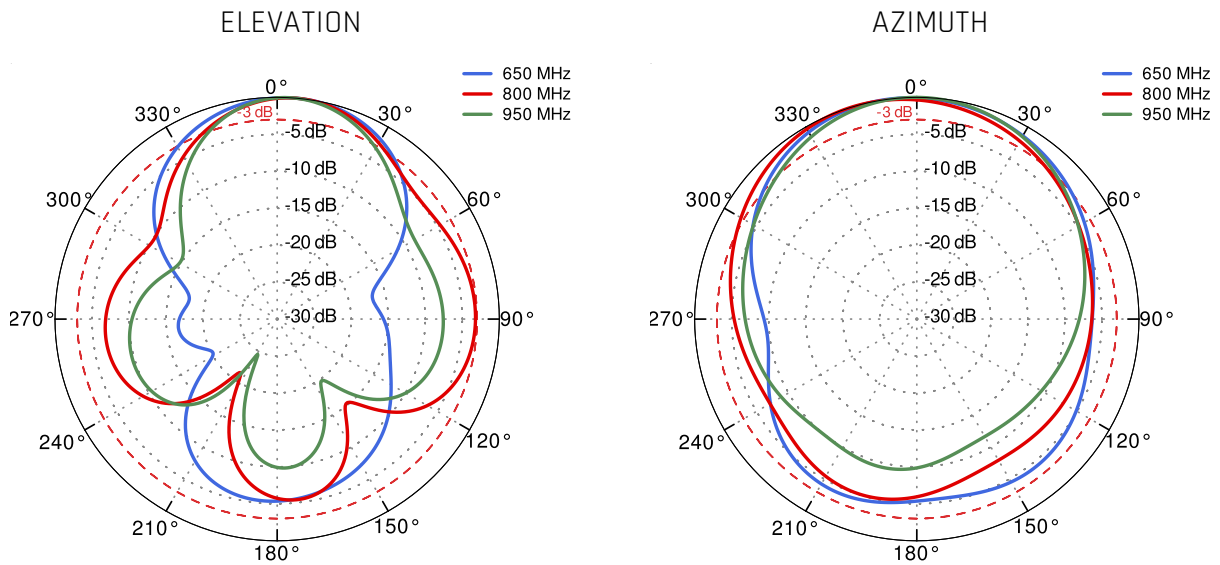 ELEVATION
650 MHz
800 MHz
950 MHz
0°
30°
60°
90°
120°
150°
180°
210°
240°
270°
300°
330°
-3 dB
-5 dB
-10 dB
-15 dB
-20 dB
-25 dB
-30 dB
AZIMUTH
650 MHz
800 MHz
950 MHz
0°
30°
60°
90°
120°
150°
180°
210°
240°
270°
300°
330°
-3 dB
-5 dB
-10 dB
-15 dB
-20 dB
-25 dB
-30 dB